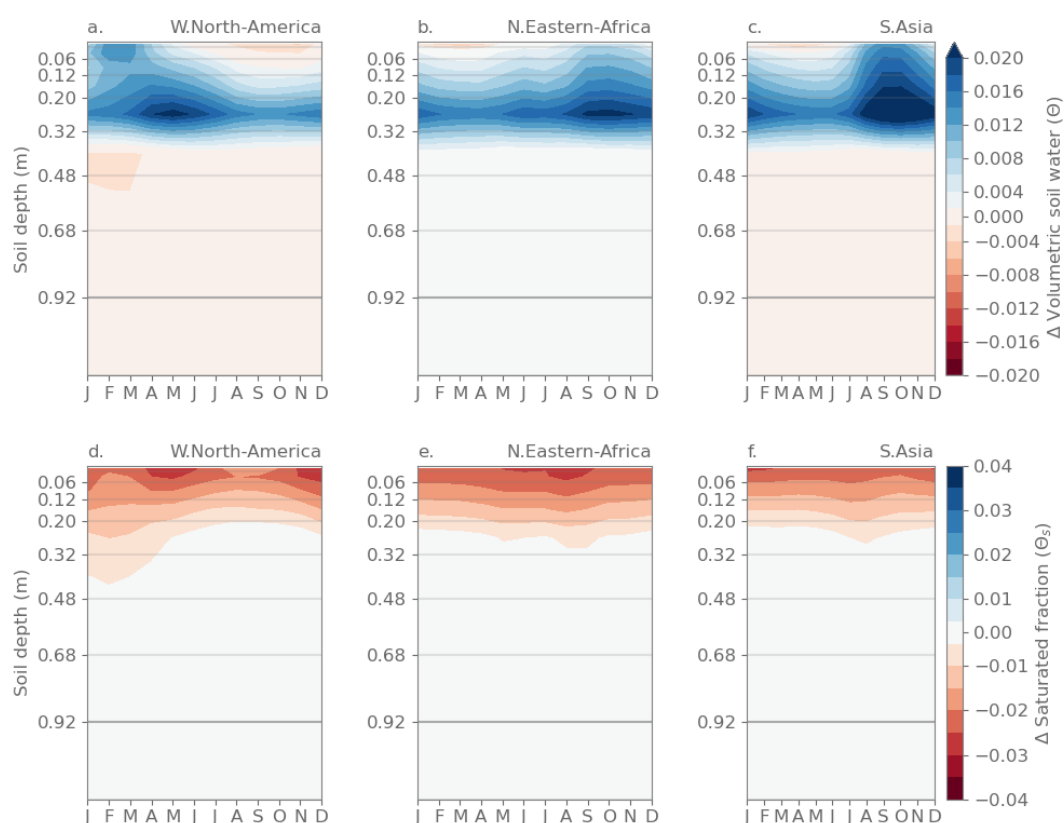 a. W.North-America
b. N.Eastern-Africa
c. S.Asia
Soil depth (m)
0.06
0.12
0.20
0.32
0.48
0.68
0.92
J F M A M J J A S O N D
J F M A M J J A S O N D
J F M A M J J A S O N D
0.020
0.016
0.012
0.008
0.004
0.000
−0.004
−0.008
−0.012
−0.016
−0.020
Δ Volumetric soil water (Θ)
d. W.North-America
e. N.Eastern-Africa
f. S.Asia
Soil depth (m)
0.06
0.12
0.20
0.32
0.48
0.68
0.92
J F M A M J J A S O N D
J F M A M J J A S O N D
J F M A M J J A S O N D
0.04
0.03
0.02
0.01
0.00
−0.01
−0.02
−0.03
−0.04
Δ Saturated fraction (Θs)